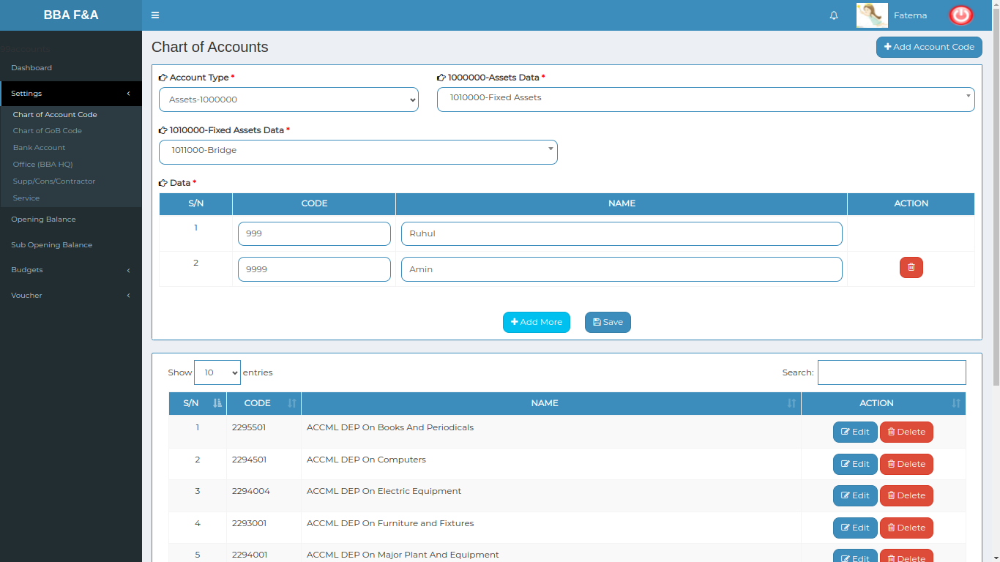 BBA F&A
Fatema
Dashboard
Settings
Chart of Account Code
Chart of GoB Code
Bank Account
Office (BBA HQ)
Supp/Cons/Contractor
Service
Opening Balance
Sub Opening Balance
Budgets
Voucher
Chart of Accounts
Add Account Code
Account Type *
1000000-Assets Data *
Assets-1000000
1010000-Fixed Assets
1010000-Fixed Assets Data *
1011000-Bridge
Data *
S/N CODE NAME ACTION
1 999 Ruhul
2 9999 Amin
Add More Save
Show 10 entries Search:
S/N CODE NAME ACTION
1 2295501 ACCML DEP On Books And Periodicals Edit Delete
2 2294501 ACCML DEP On Computers Edit Delete
3 2294004 ACCML DEP On Electric Equipment Edit Delete
4 2293001 ACCML DEP On Furniture and Fixtures Edit Delete
5 2294001 ACCML DEP On Major Plant And Equipment Edit Delete